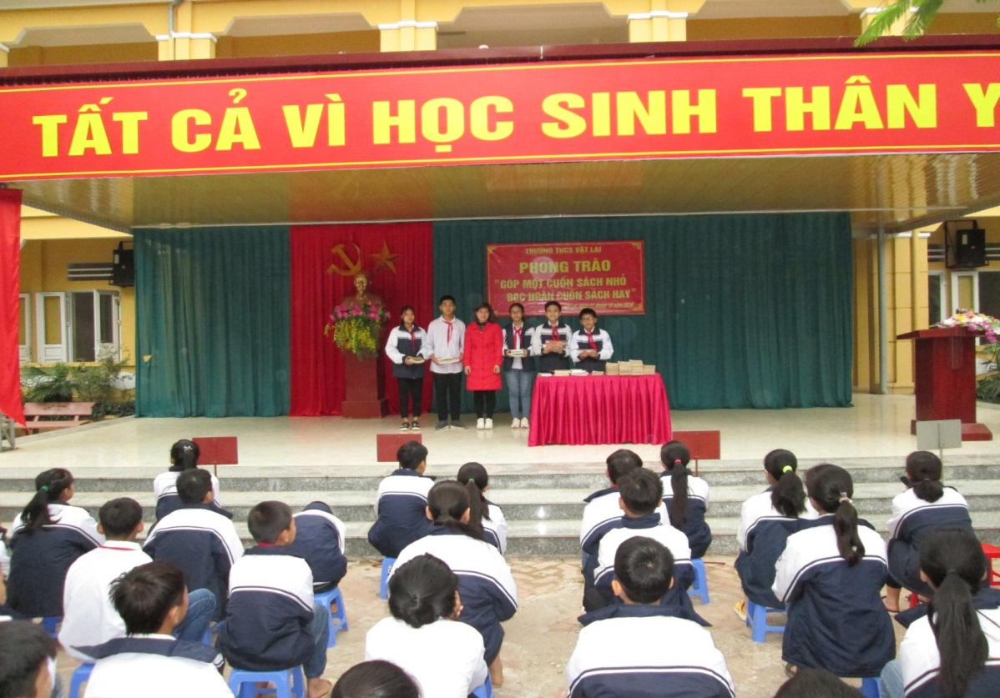 TẤT CẢ VÌ HỌC SINH THÂN Y
TRƯỜNG THCS VẬT LẠI
PHONG TRÀO
"GÓP MỘT CUỐN SÁCH NHỎ
ĐỌC NGÀN CUỐN SÁCH HAY"